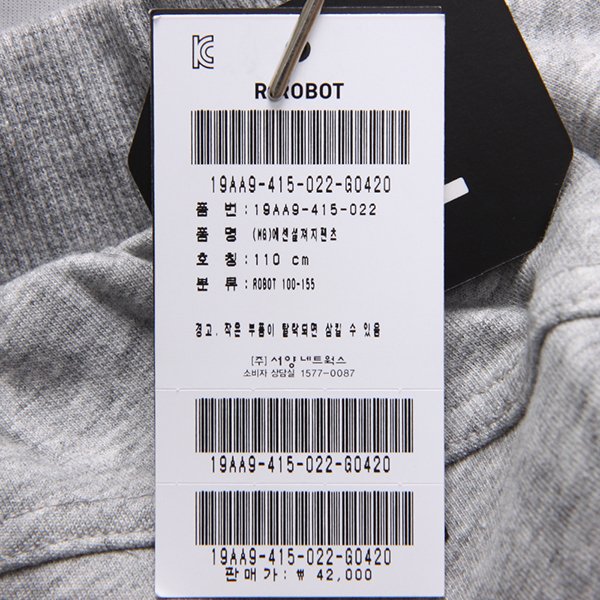 R.ROBOT
19AA9-415-022-G0420
품 번 : 19AA9-415-022
품 명 : (WB)에센셜져지팬츠
호 칭 : 110 cm
분 류 : ROBOT 100-155
경고, 작은 부품이 탈락되면 삼킬 수 있음
(주) 서양네트웍스
소비자 상담실 1577-0087
19AA9-415-022-G0420
19AA9-415-022-G0420
판 매 가 : ₩ 42,000